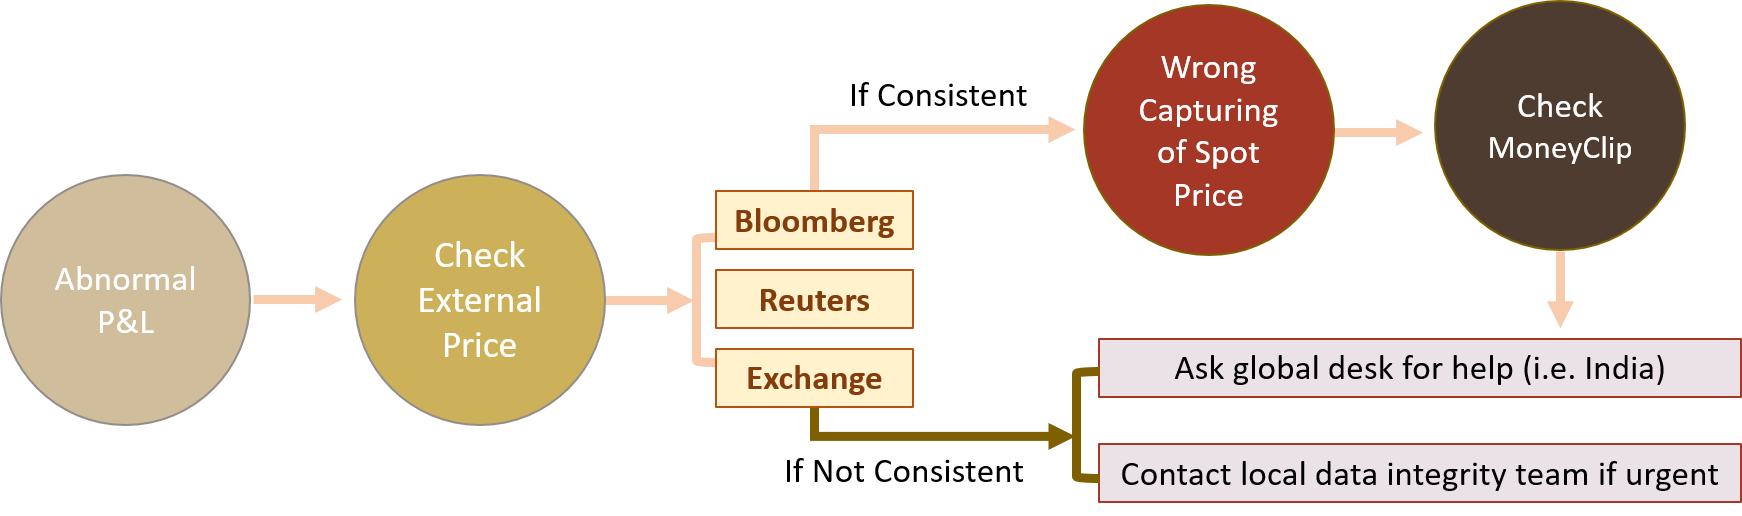 Abnormal
P&L
Check
External
Price
Bloomberg
Reuters
Exchange
If Consistent
Wrong
Capturing
of Spot
Price
Check
MoneyClip
If Not Consistent
Ask global desk for help (i.e. India)
Contact local data integrity team if urgent